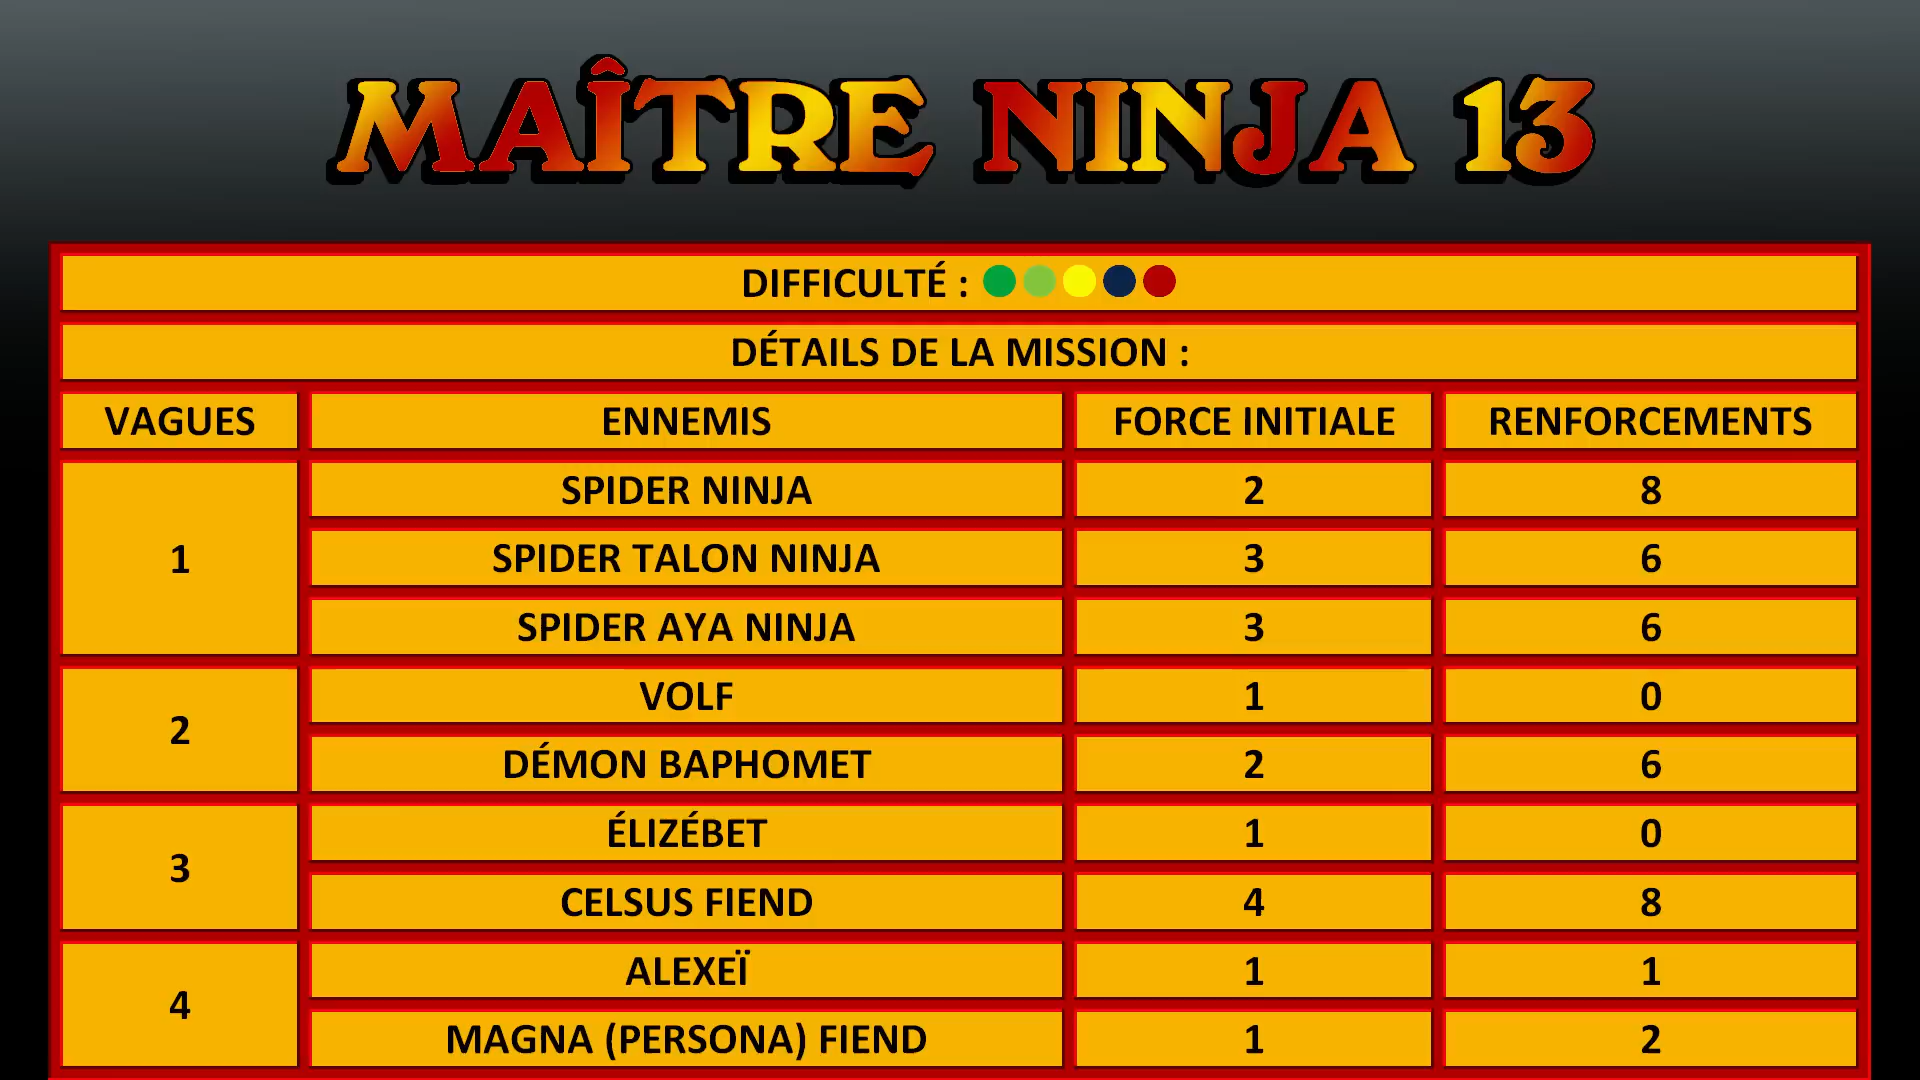 MAÎTRE NINJA 13
DIFFICULTÉ :
DÉTAILS DE LA MISSION :
VAGUES ENNEMIS FORCE INITIALE RENFORCEMENTS
1 SPIDER NINJA 2 8
SPIDER TALON NINJA 3 6
SPIDER AYA NINJA 3 6
2 VOLF 1 0
DÉMON BAPHOMET 2 6
3 ÉLIZÉBET 1 0
CELSUS FIEND 4 8
4 ALEXEÏ 1 1
MAGNA (PERSONA) FIEND 1 2